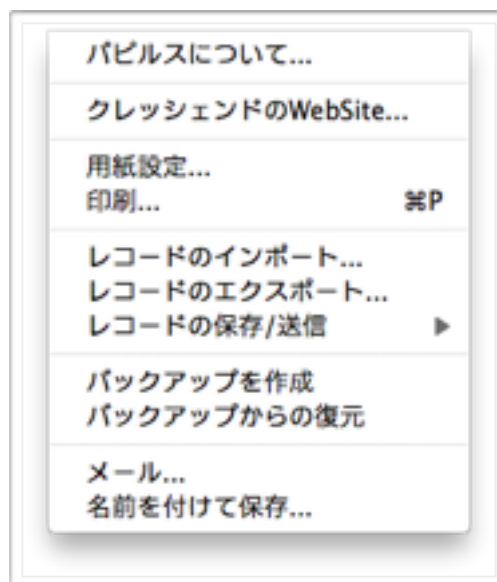 パピルスについて...
クレッシェンドのWebSite...
用紙設定...
印刷... ⌘P
レコードのインポート...
レコードのエクスポート...
レコードの保存/送信 ▶
バックアップを作成
バックアップからの復元
メール...
名前を付けて保存...